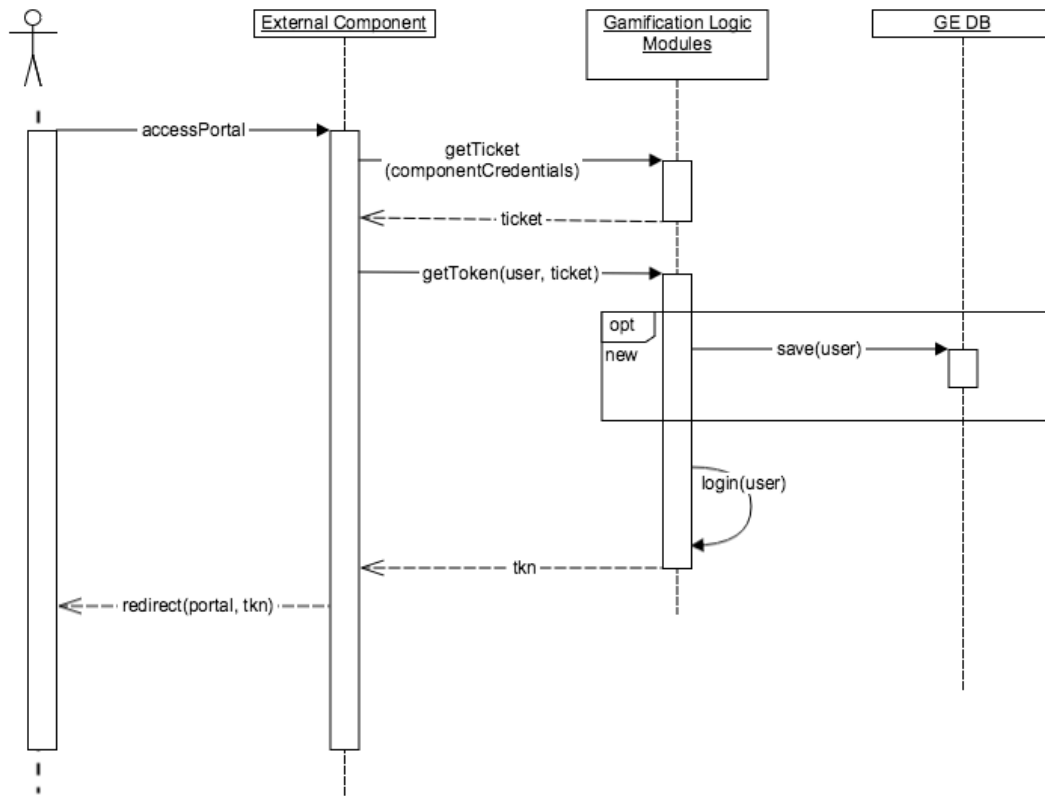 External Component
Gamification Logic
Modules
GE DB
accessPortal
getTicket
(componentCredentials)
ticket
getToken(user, ticket)
opt
new
save(user)
login(user)
tkn
redirect(portal, tkn)